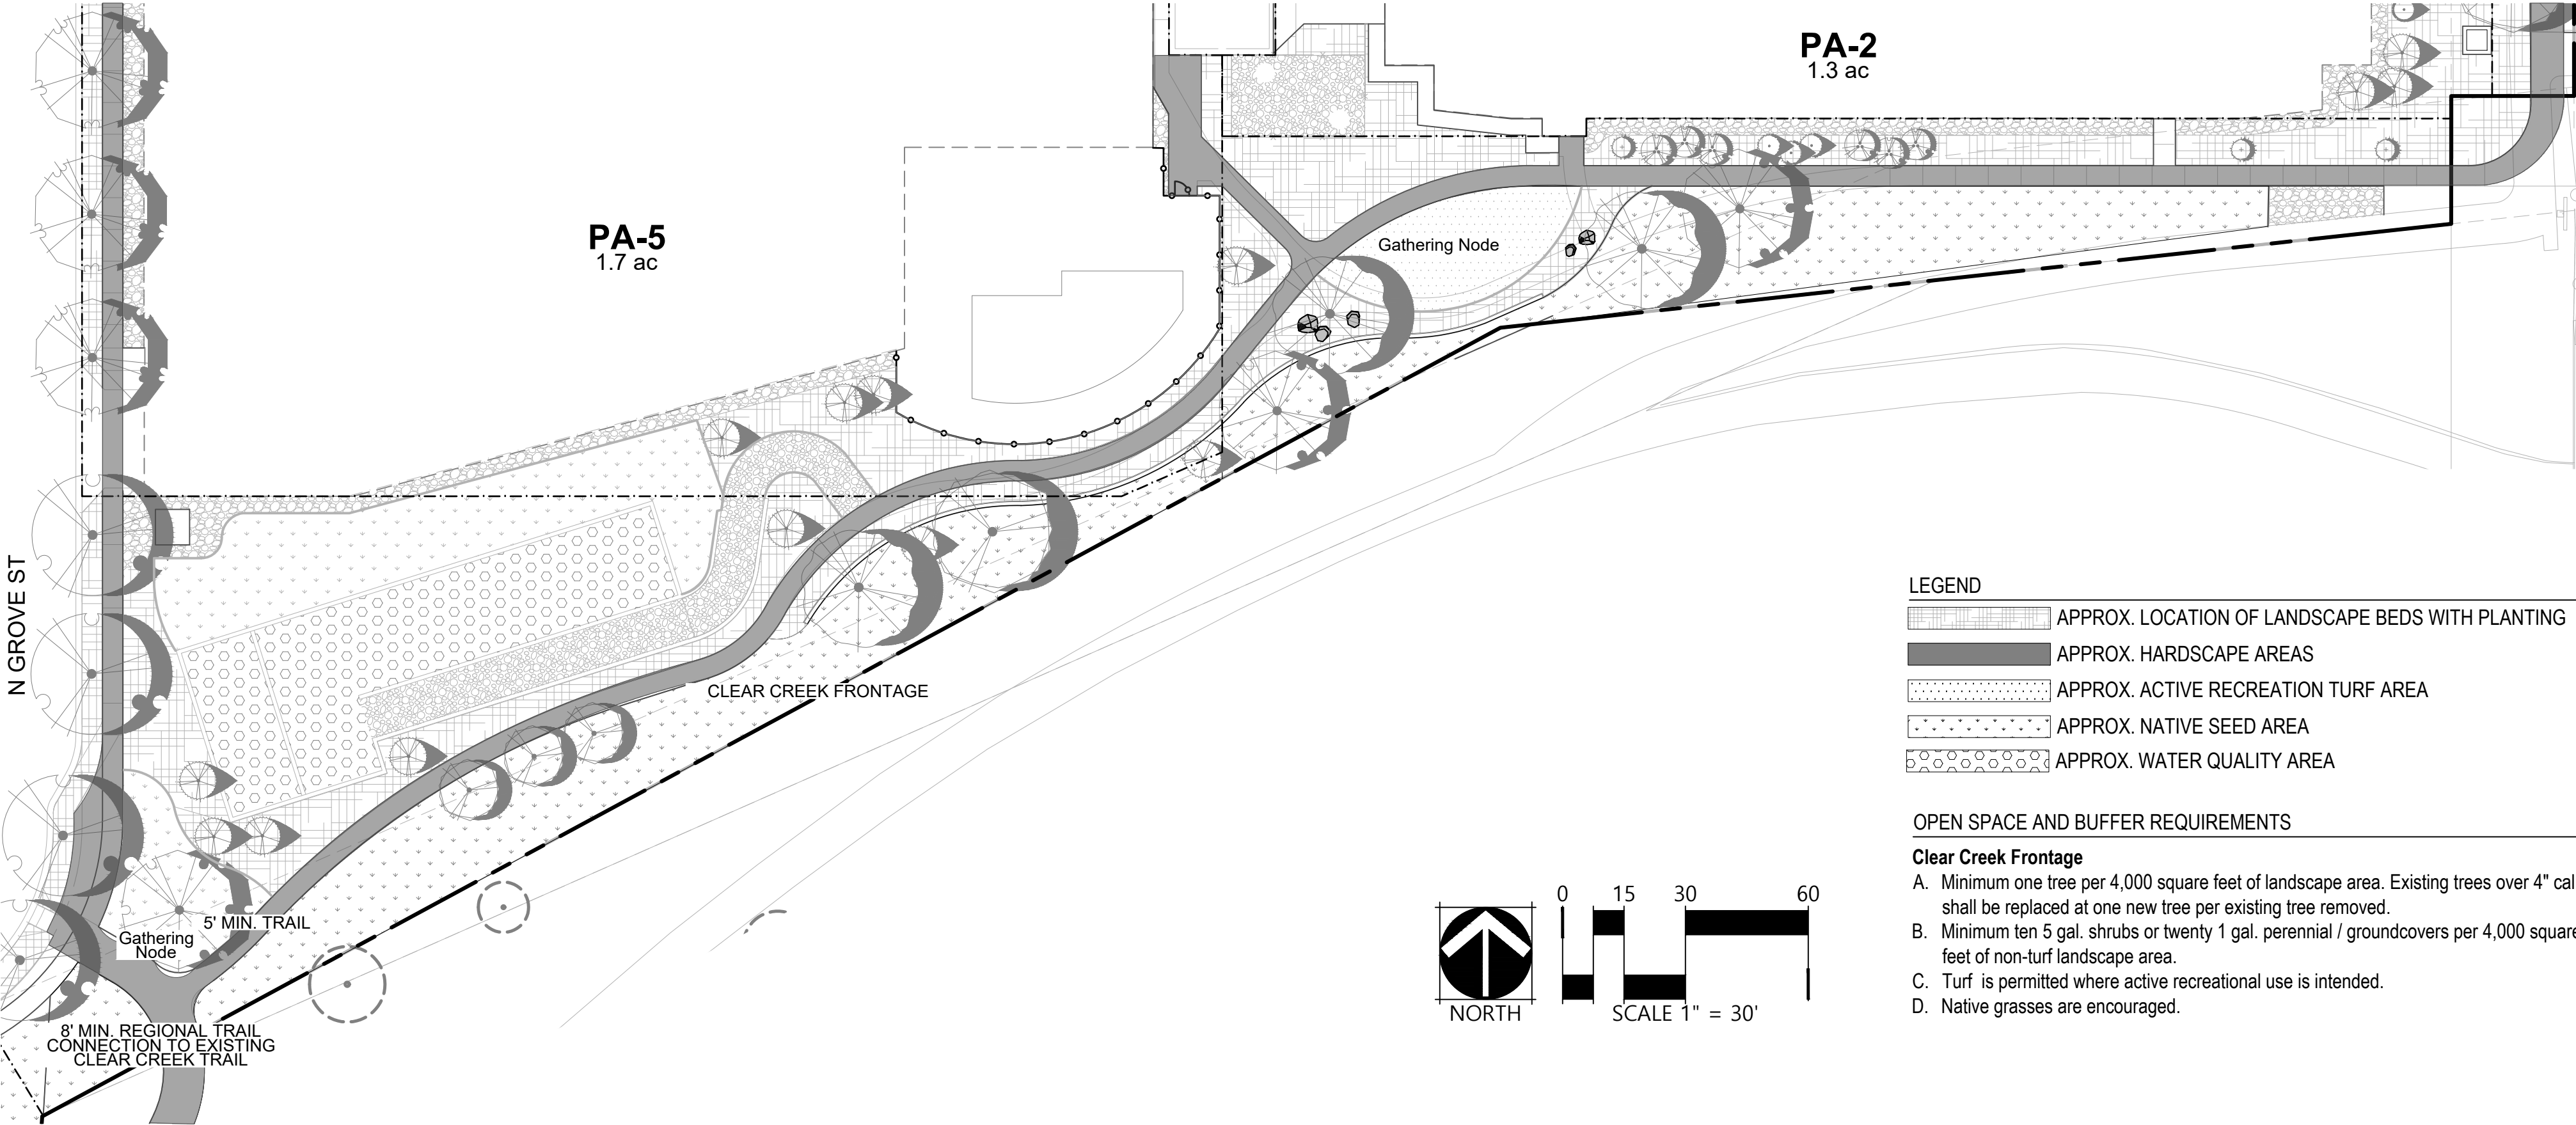 PA-2
1.3 ac
PA-5
1.7 ac
Gathering Node
N GROVE ST
CLEAR CREEK FRONTAGE
5' MIN. TRAIL
Gathering
Node
8' MIN. REGIONAL TRAIL
CONNECTION TO EXISTING
CLEAR CREEK TRAIL
NORTH
0 15 30 60
SCALE 1" = 30'
LEGEND
APPROX. LOCATION OF LANDSCAPE BEDS WITH PLANTING
APPROX. HARDSCAPE AREAS
APPROX. ACTIVE RECREATION TURF AREA
APPROX. NATIVE SEED AREA
APPROX. WATER QUALITY AREA
OPEN SPACE AND BUFFER REQUIREMENTS
Clear Creek Frontage
A. Minimum one tree per 4,000 square feet of landscape area. Existing trees over 4" cal
shall be replaced at one new tree per existing tree removed.
B. Minimum ten 5 gal. shrubs or twenty 1 gal. perennial / groundcovers per 4,000 square
feet of non-turf landscape area.
C. Turf is permitted where active recreational use is intended.
D. Native grasses are encouraged.